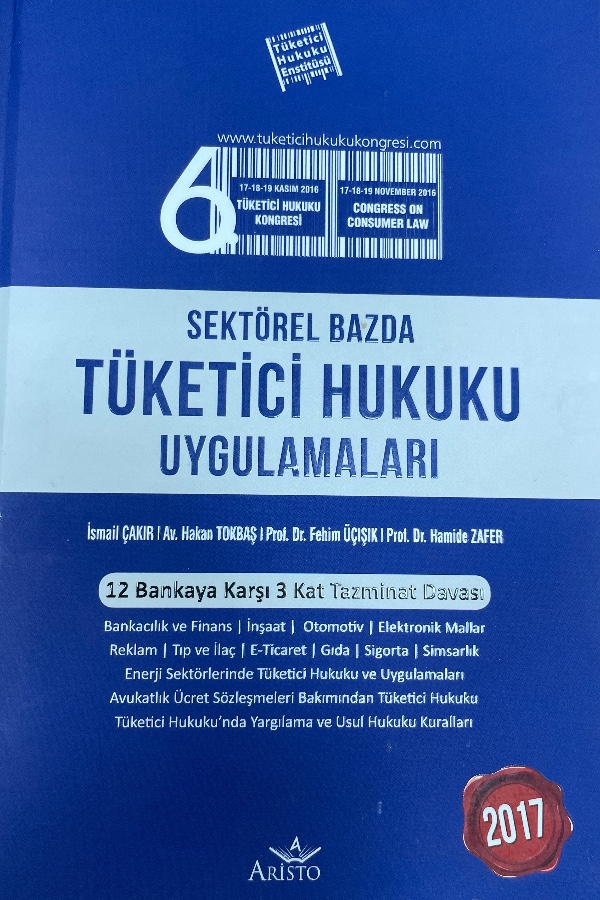 Tüketici
Hukuku
Enstitüsü
www.tuketicihukukukongresi.com
6.
17-18-19 KASIM 2016
TÜKETİCİ HUKUKU
KONGRESİ
17-18-19 NOVEMBER 2016
CONGRESS ON
CONSUMER LAW
SEKTÖREL BAZDA
TÜKETİCİ HUKUKU
UYGULAMALARI
İsmail ÇAKIR | Av. Hakan TOKBAŞ | Prof. Dr. Fehim ÜÇIŞIK | Prof. Dr. Hamide ZAFER
12 Bankaya Karşı 3 Kat Tazminat Davası
Bankacılık ve Finans | İnşaat | Otomotiv | Elektronik Mallar
Reklam | Tıp ve İlaç | E-Ticaret | Gıda | Sigorta | Simsarlık
Enerji Sektörlerinde Tüketici Hukuku ve Uygulamaları
Avukatlık Ücret Sözleşmeleri Bakımından Tüketici Hukuku
Tüketici Hukuku'nda Yargılama ve Usul Hukuku Kuralları
2017
A
ARİSTO